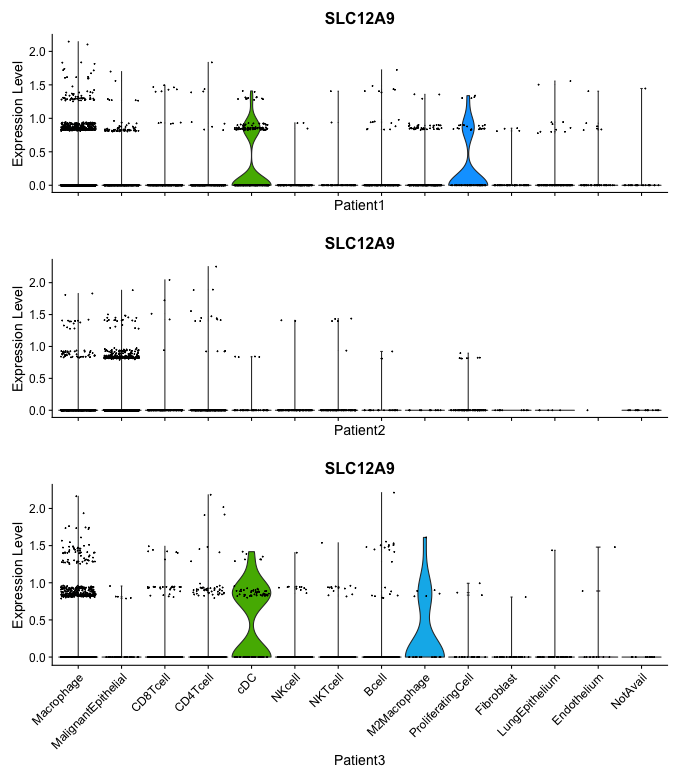 SLC12A9
Expression Level
2.0
1.5
1.0
0.5
0.0
Patient1
SLC12A9
Expression Level
2.0
1.5
1.0
0.5
0.0
Patient2
SLC12A9
Expression Level
2.0
1.5
1.0
0.5
0.0
Macrophage
MalignantEpithelial
CD8Tcell
CD4Tcell
cDC
NKcell
NKTcell
Bcell
M2Macrophage
ProliferatingCell
Fibroblast
LungEpithelium
Endothelium
NotAvail
Patient3